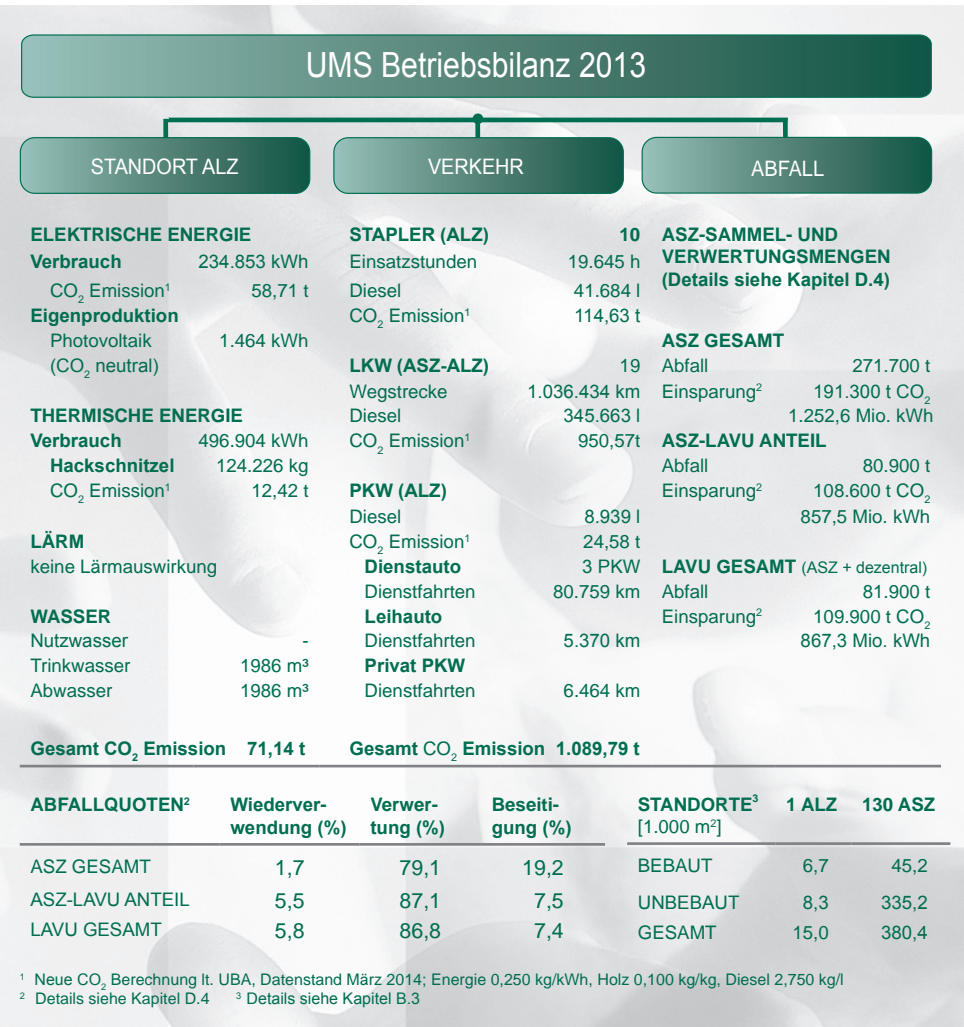 UMS Betriebsbilanz 2013
STANDORT ALZ
ELEKTRISCHE ENERGIE
Verbrauch 234.853 kWh
CO₂ Emission¹ 58,71 t
Eigenproduktion
Photovoltaik 1.464 kWh
(CO₂ neutral)
THERMISCHE ENERGIE
Verbrauch 496.904 kWh
Hackschnitzel 124.226 kg
CO₂ Emission¹ 12,42 t
LÄRM
keine Lärmauswirkung
WASSER
Nutzwasser -
Trinkwasser 1986 m³
Abwasser 1986 m³
Gesamt CO₂ Emission 71,14 t
VERKEHR
STAPLER (ALZ) 10
Einsatzstunden 19.645 h
Diesel 41.684 l
CO₂ Emission¹ 114,63 t
LKW (ASZ-ALZ) 19
Wegstrecke 1.036.434 km
Diesel 345.663 l
CO₂ Emission¹ 950,57t
PKW (ALZ)
Diesel 8.939 l
CO₂ Emission¹ 24,58 t
Dienstauto 3 PKW
Dienstfahrten 80.759 km
Leihauto
Dienstfahrten 5.370 km
Privat PKW
Dienstfahrten 6.464 km
Gesamt CO₂ Emission 1.089,79 t
ABFALL
ASZ-SAMMEL- UND
VERWERTUNGSMENGEN
(Details siehe Kapitel D.4)
ASZ GESAMT
Abfall 271.700 t
Einsparung² 191.300 t CO₂
1.252,6 Mio. kWh
ASZ-LAVU ANTEIL
Abfall 80.900 t
Einsparung² 108.600 t CO₂
857,5 Mio. kWh
LAVU GESAMT (ASZ + dezentral)
Abfall 81.900 t
Einsparung² 109.900 t CO₂
867,3 Mio. kWh
ABFALLQUOTEN² Wiederver- Verwer- Beseiti-
wendung (%) tung (%) gung (%)
ASZ GESAMT 1,7 79,1 19,2
ASZ-LAVU ANTEIL 5,5 87,1 7,5
LAVU GESAMT 5,8 86,8 7,4
STANDORTE³ 1 ALZ 130 ASZ
[1.000 m²]
BEBAUT 6,7 45,2
UNBEBAUT 8,3 335,2
GESAMT 15,0 380,4
¹ Neue CO₂ Berechnung lt. UBA, Datenstand März 2014; Energie 0,250 kg/kWh, Holz 0,100 kg/kg, Diesel 2,750 kg/l
² Details siehe Kapitel D.4 ³ Details siehe Kapitel B.3